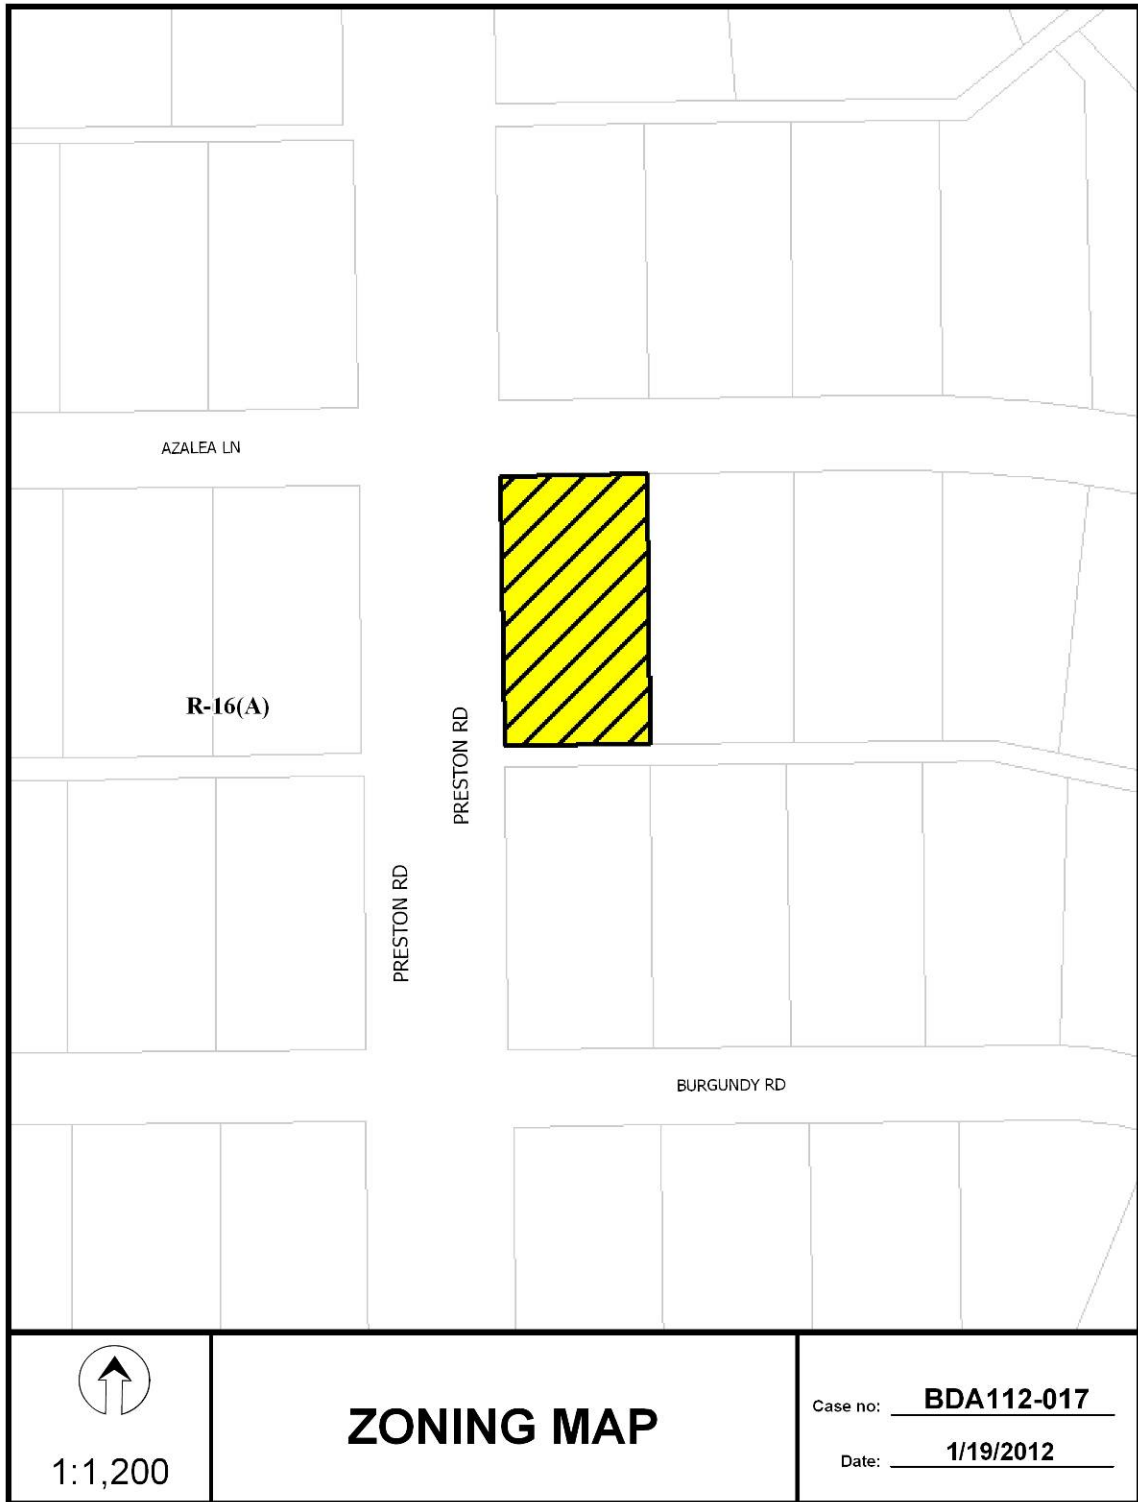 AZALEA LN
R-16(A)
PRESTON RD
PRESTON RD
BURGUNDY RD
1:1,200
ZONING MAP
Case no: BDA112-017
Date: 1/19/2012